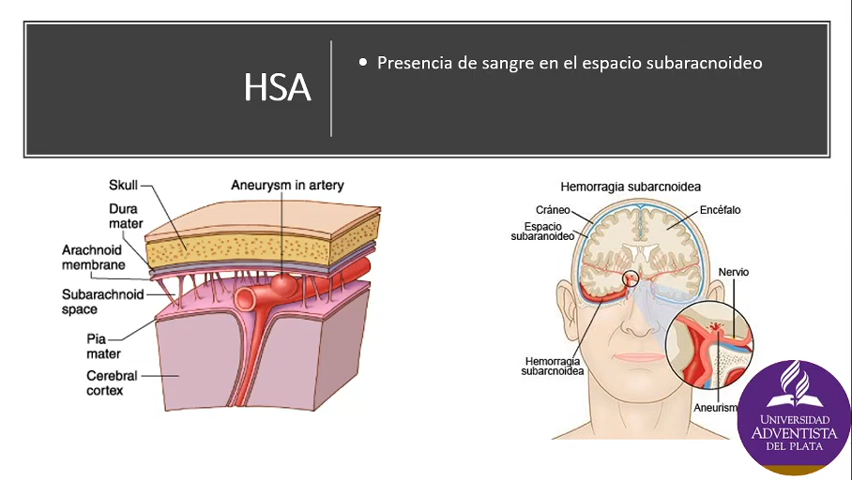 HSA
• Presencia de sangre en el espacio subaracnoideo
Skull
Aneurysm in artery
Dura
mater
Arachnoid
membrane
Subarachnoid
space
Pia
mater
Cerebral
cortex
Hemorragia subarcnoidea
Cráneo
Encéfalo
Espacio
subaranoideo
Nervio
Hemorragia
subarcnoidea
Aneurism
UNIVERSIDAD
ADVENTISTA
DEL PLATA